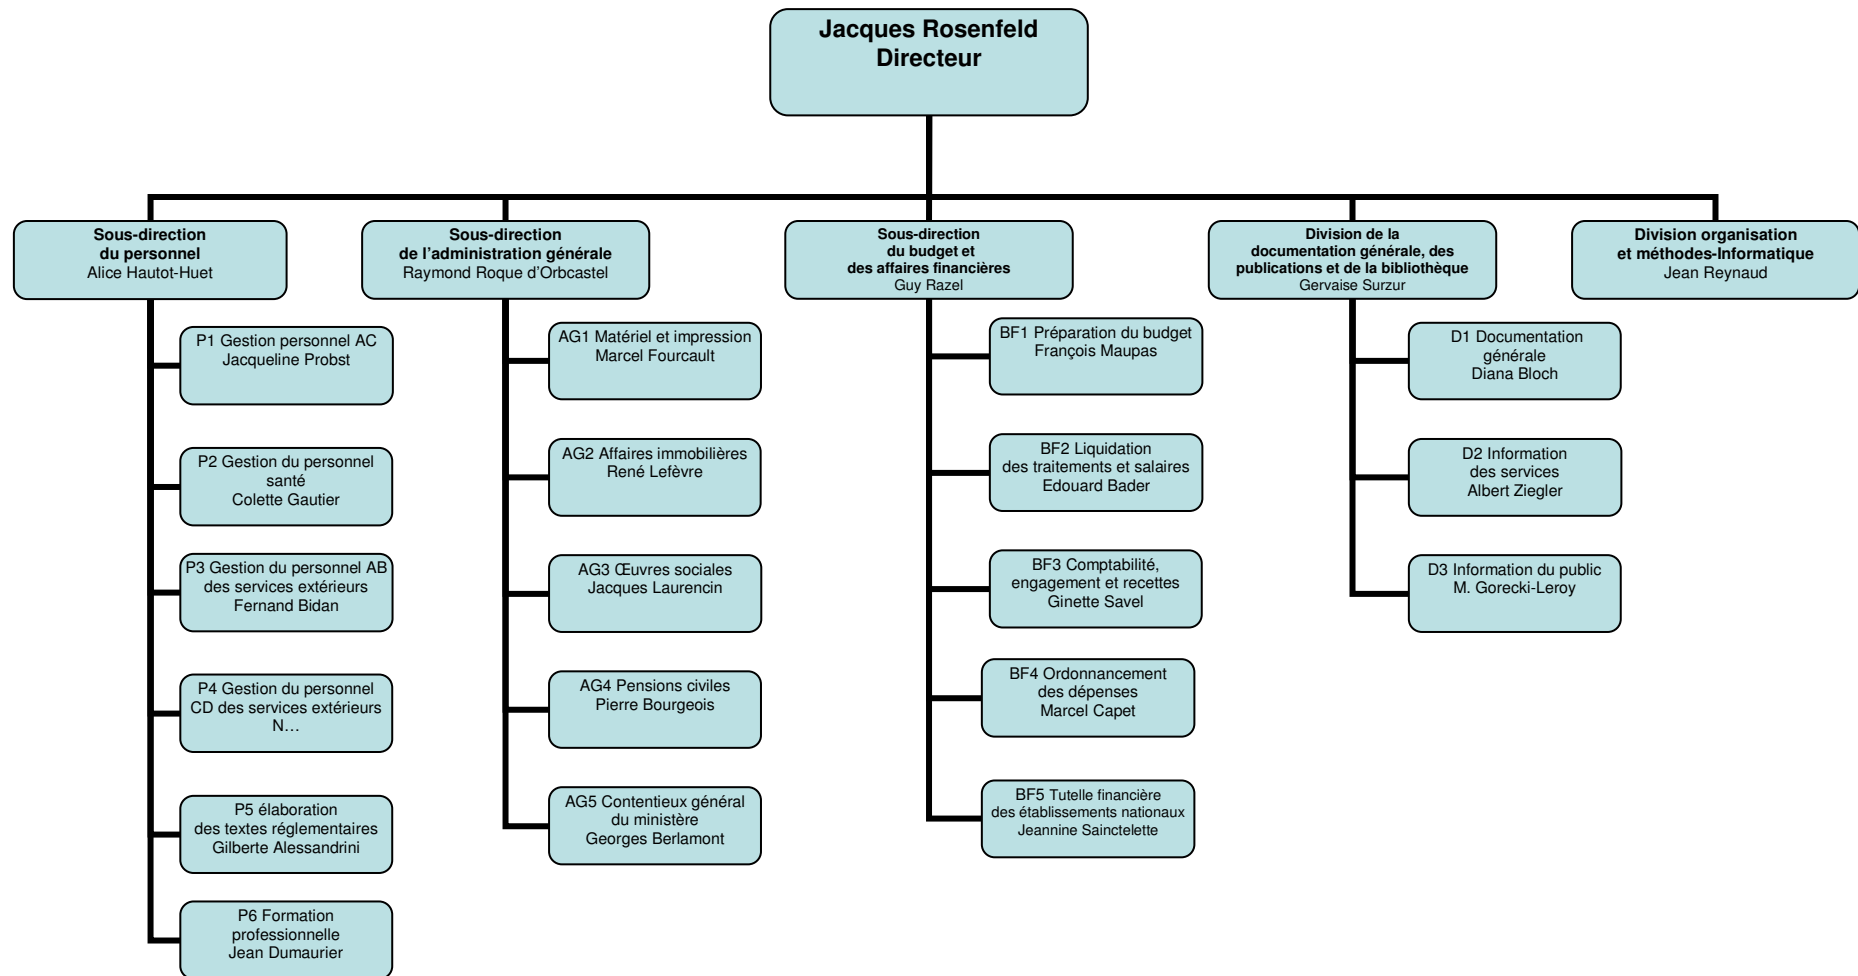 Jacques Rosenfeld
Directeur
Sous-direction
du personnel
Alice Hautot-Huet
Sous-direction
de l'administration générale
Raymond Roque d'Orbcastel
Sous-direction
du budget et
des affaires financières
Guy Razel
Division de la
documentation générale, des
publications et de la bibliothèque
Gervaise Surzur
Division organisation
et méthodes-Informatique
Jean Reynaud
P1 Gestion personnel AC
Jacqueline Probst
P2 Gestion du personnel
santé
Colette Gautier
P3 Gestion du personnel AB
des services extérieurs
Fernand Bidan
P4 Gestion du personnel
CD des services extérieurs
N…
P5 élaboration
des textes réglementaires
Gilberte Alessandrini
P6 Formation
professionnelle
Jean Dumaurier
AG1 Matériel et impression
Marcel Fourcault
AG2 Affaires immobilières
René Lefèvre
AG3 Œuvres sociales
Jacques Laurencin
AG4 Pensions civiles
Pierre Bourgeois
AG5 Contentieux général
du ministère
Georges Berlamont
BF1 Préparation du budget
François Maupas
BF2 Liquidation
des traitements et salaires
Edouard Bader
BF3 Comptabilité,
engagement et recettes
Ginette Savel
BF4 Ordonnancement
des dépenses
Marcel Capet
BF5 Tutelle financière
des établissements nationaux
Jeannine Sainctelette
D1 Documentation
générale
Diana Bloch
D2 Information
des services
Albert Ziegler
D3 Information du public
M. Gorecki-Leroy